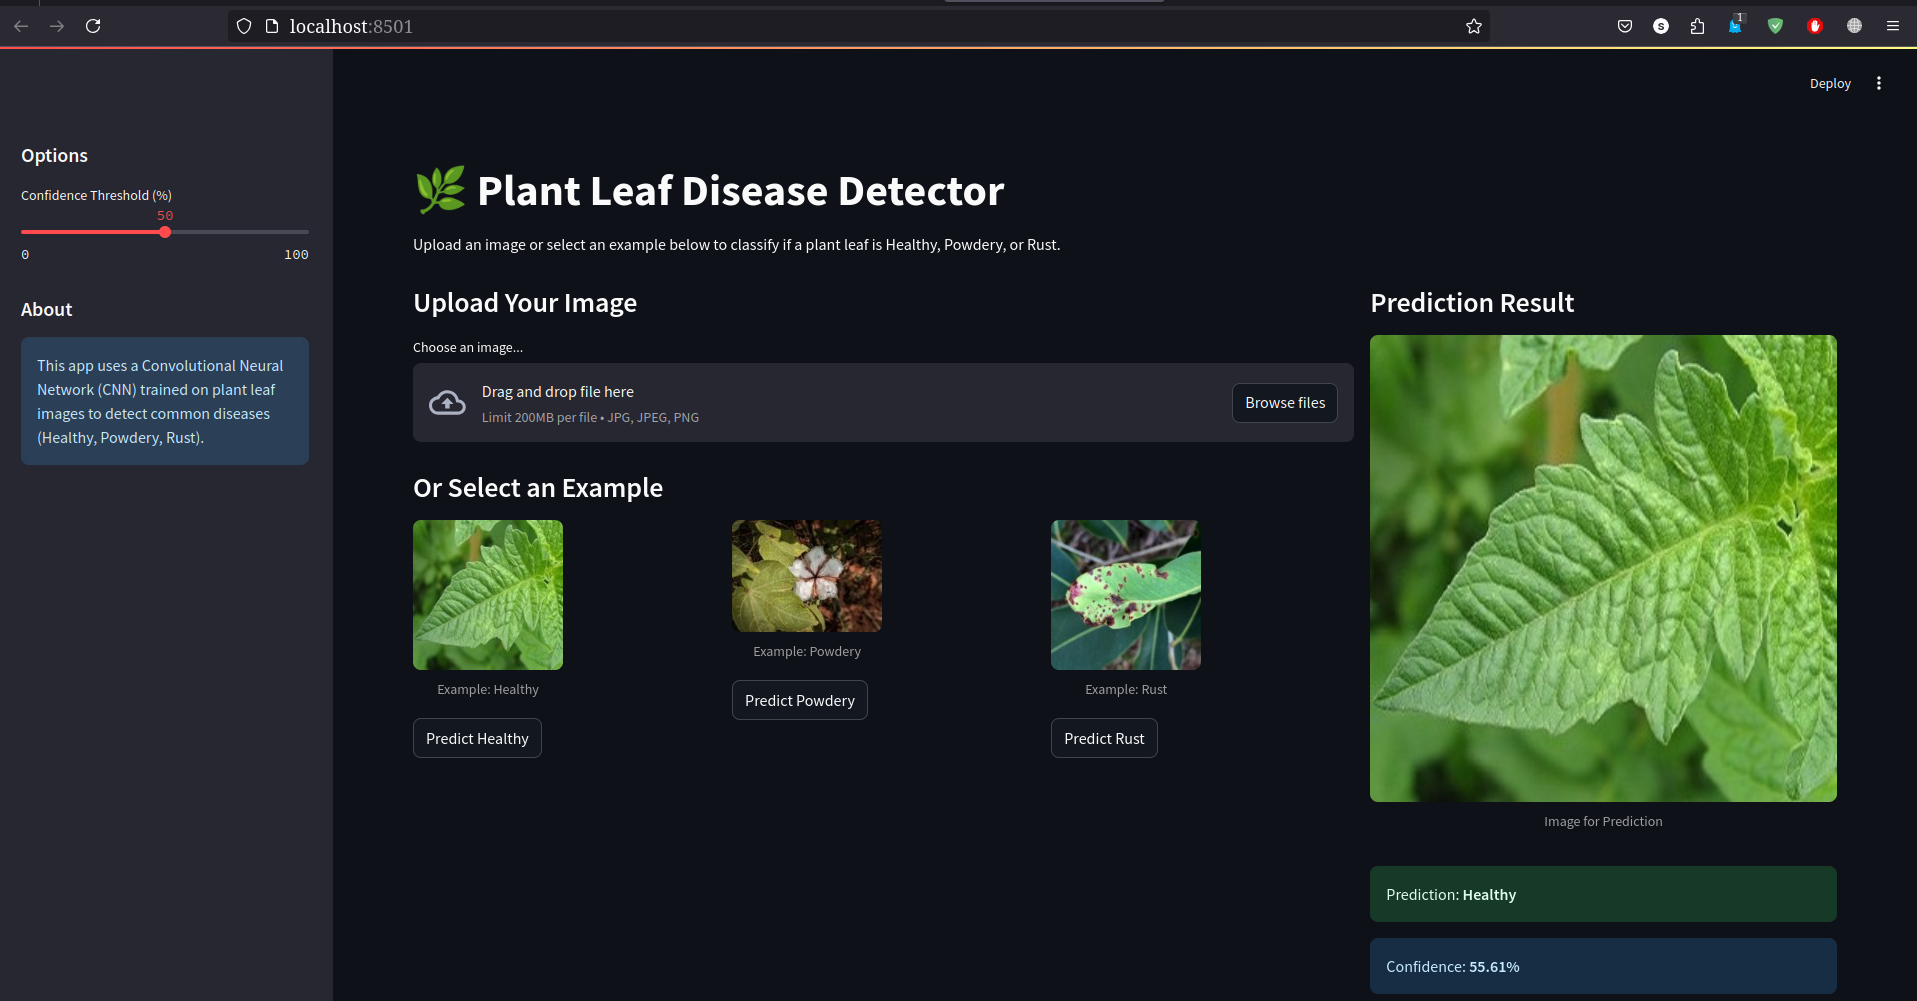 localhost:8501
1
Deploy
Options
Confidence Threshold (%)
50
0 100
About
This app uses a Convolutional Neural
Network (CNN) trained on plant leaf
images to detect common diseases
(Healthy, Powdery, Rust).
Plant Leaf Disease Detector
Upload an image or select an example below to classify if a plant leaf is Healthy, Powdery, or Rust.
Upload Your Image
Choose an image...
Drag and drop file here
Limit 200MB per file • JPG, JPEG, PNG
Browse files
Or Select an Example
Example: Healthy
Predict Healthy
Example: Powdery
Predict Powdery
Example: Rust
Predict Rust
Prediction Result
Image for Prediction
Prediction: Healthy
Confidence: 55.61%